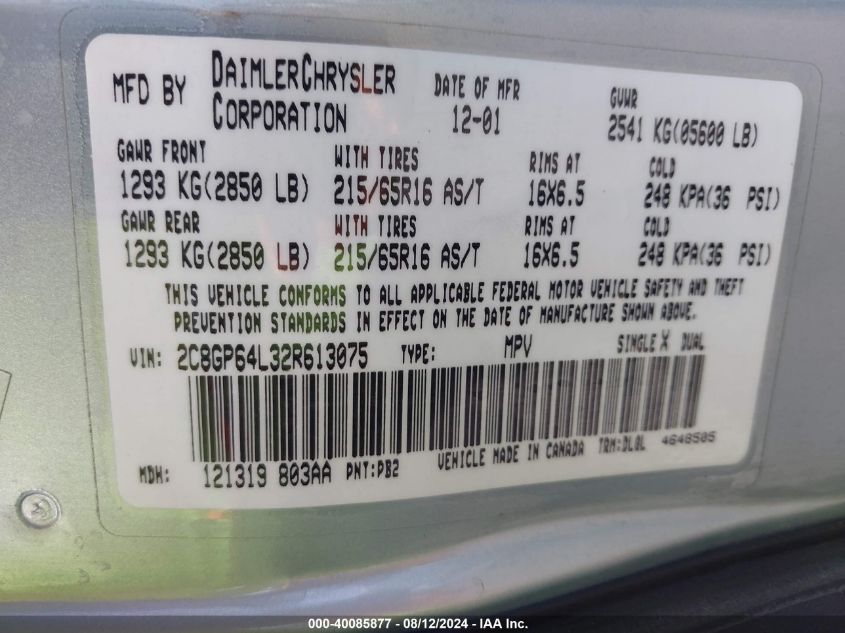 MFD BY DAIMLERCHRYSLER CORPORATION DATE OF MFR 12-01 GVWR 2541 KG(05600 LB)
GAWR FRONT WITH TIRES RIMS AT COLD
1293 KG(2850 LB) 215/65R16 AS/T 16X6.5 248 KPA(36 PSI)
GAWR REAR WITH TIRES RIMS AT COLD
1293 KG(2850 LB) 215/65R16 AS/T 16X6.5 248 KPA(36 PSI)
THIS VEHICLE CONFORMS TO ALL APPLICABLE FEDERAL MOTOR VEHICLE SAFETY AND THEFT
PREVENTION STANDARDS IN EFFECT ON THE DATE OF MANUFACTURE SHOWN ABOVE.
VIN: 2C8GP64L32R613075 TYPE: MPV SINGLE X DUAL
MDH: 121319 803AA PNT:PB2 VEHICLE MADE IN CANADA TRM:DLQL 4648505
000-40085877 - 08/12/2024 - IAA Inc.